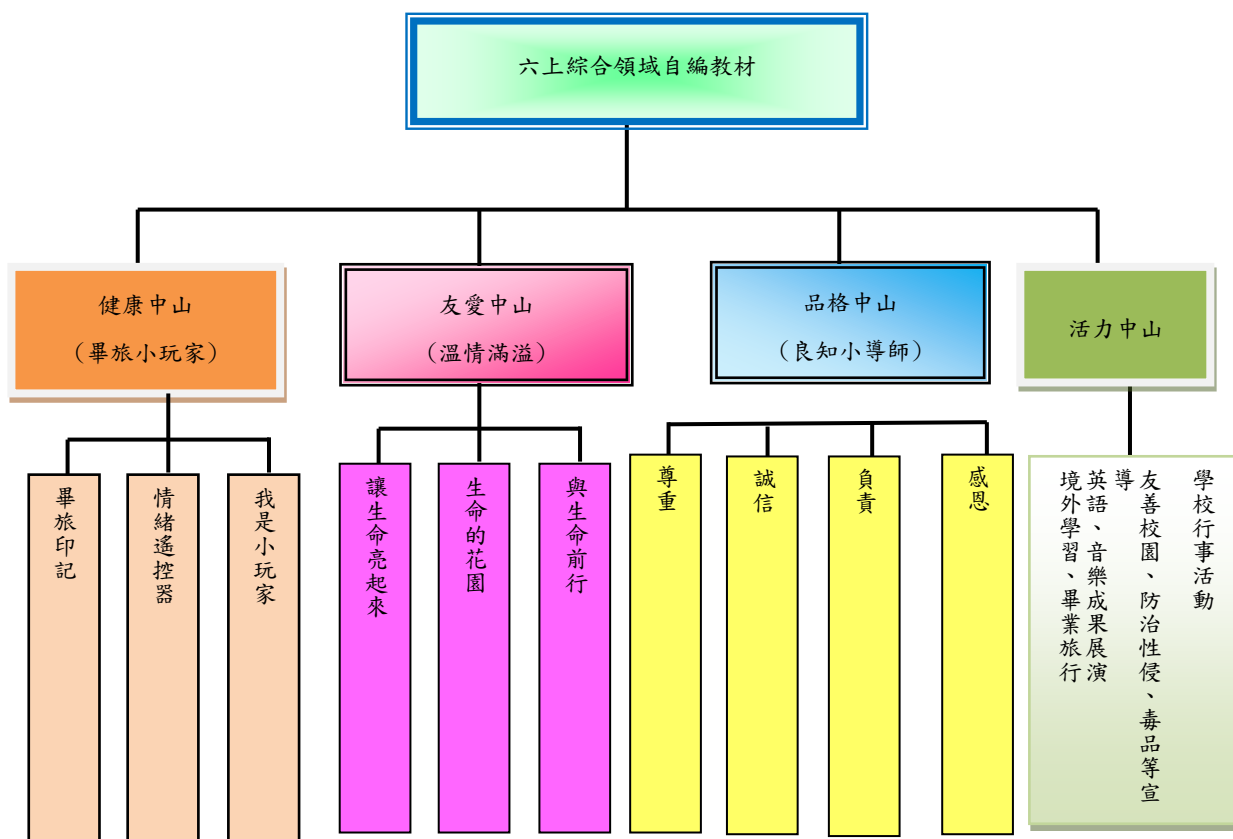 六上綜合領域自編教材
健康中山
（畢旅小玩家）
友愛中山
（溫情滿溢）
品格中山
（良知小導師）
活力中山
畢旅印記
情緒遙控器
我是小玩家
讓生命亮起來
生命的花園
與生命前行
尊重
誠信
負責
感恩
學校行事活動
友善校園、防治性侵、毒品等宣
導
英語、音樂成果展演
境外學習、畢業旅行